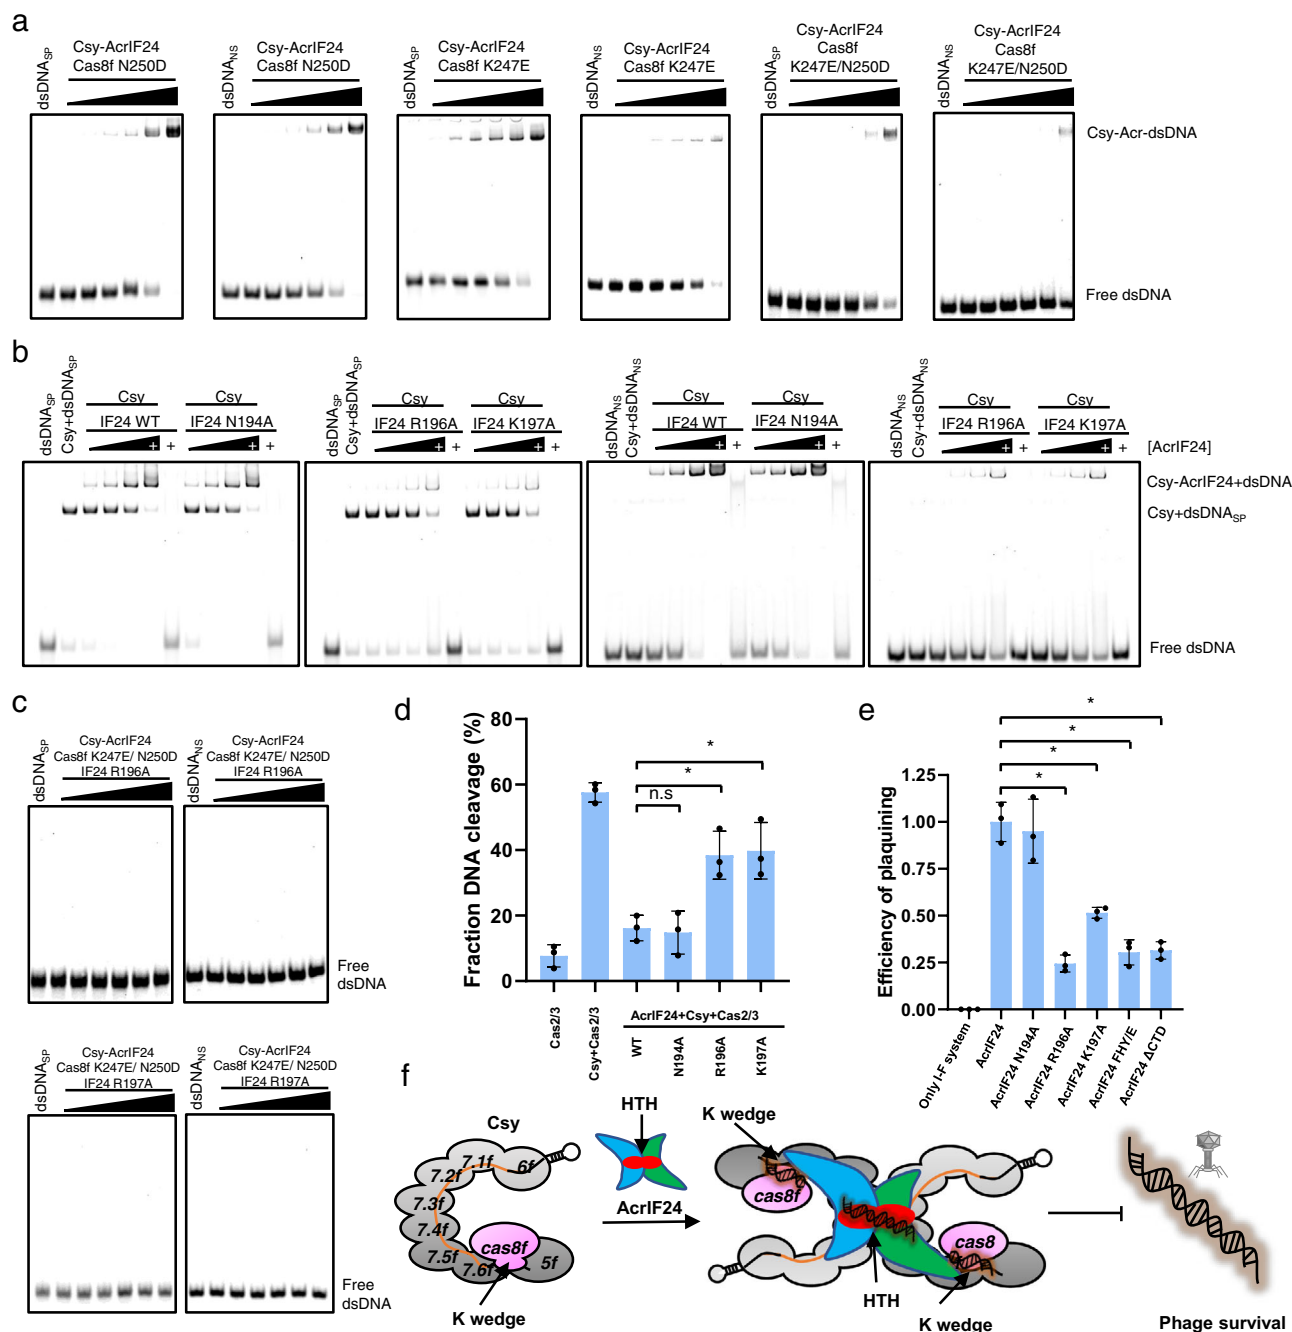 a
dsDNASP
Csy-AcrIF24
Cas8f N250D
dsDNANS
Csy-AcrIF24
Cas8f N250D
dsDNASP
Csy-AcrIF24
Cas8f K247E
dsDNANS
Csy-AcrIF24
Cas8f K247E
dsDNASP
Csy-AcrIF24
Cas8f
K247E/N250D
dsDNANS
Csy-AcrIF24
Cas8f
K247E/N250D
Csy-Acr-dsDNA
Free dsDNA
b
dsDNASP
Csy+dsDNASP
Csy
IF24 WT
+ +
Csy
IF24 N194A
+ +
dsDNASP
Csy+dsDNASP
Csy
IF24 R196A
+ +
Csy
IF24 K197A
+ +
dsDNANS
Csy+dsDNANS
Csy
IF24 WT
+ +
Csy
IF24 N194A
+ +
dsDNANS
Csy+dsDNANS
Csy
IF24 R196A
+ +
Csy
IF24 K197A
+ +
[AcrIF24]
Csy-AcrIF24+dsDNA
Csy+dsDNASP
Free dsDNA
c
dsDNASP
Csy-AcrIF24
Cas8f K247E/ N250D
IF24 R196A
dsDNANS
Csy-AcrIF24
Cas8f K247E/ N250D
IF24 R196A
Free
dsDNA
dsDNASP
Csy-AcrIF24
Cas8f K247E/ N250D
IF24 R197A
dsDNANS
Csy-AcrIF24
Cas8f K247E/ N250D
IF24 R197A
Free
dsDNA
d
Fraction DNA cleavage (%)
80
60
40
20
0
*
*
n.s
Cas2/3
Csy+Cas2/3
AcrIF24+Csy+Cas2/3
WT
N194A
R196A
K197A
e
Efficiency of plaquining
1.25
1.00
0.75
0.50
0.25
0.00
*
*
*
*
Only I-F system
AcrIF24
AcrIF24 N194A
AcrIF24 R196A
AcrIF24 K197A
AcrIF24 FHY/E
AcrIF24 ΔCTD
f
Csy
7.1f
6f
7.2f
7.3f
7.4f
7.5f
7.6f
cas8f
5f
K wedge
HTH
AcrIF24
K wedge
cas8f
cas8
HTH
K wedge
Phage survival